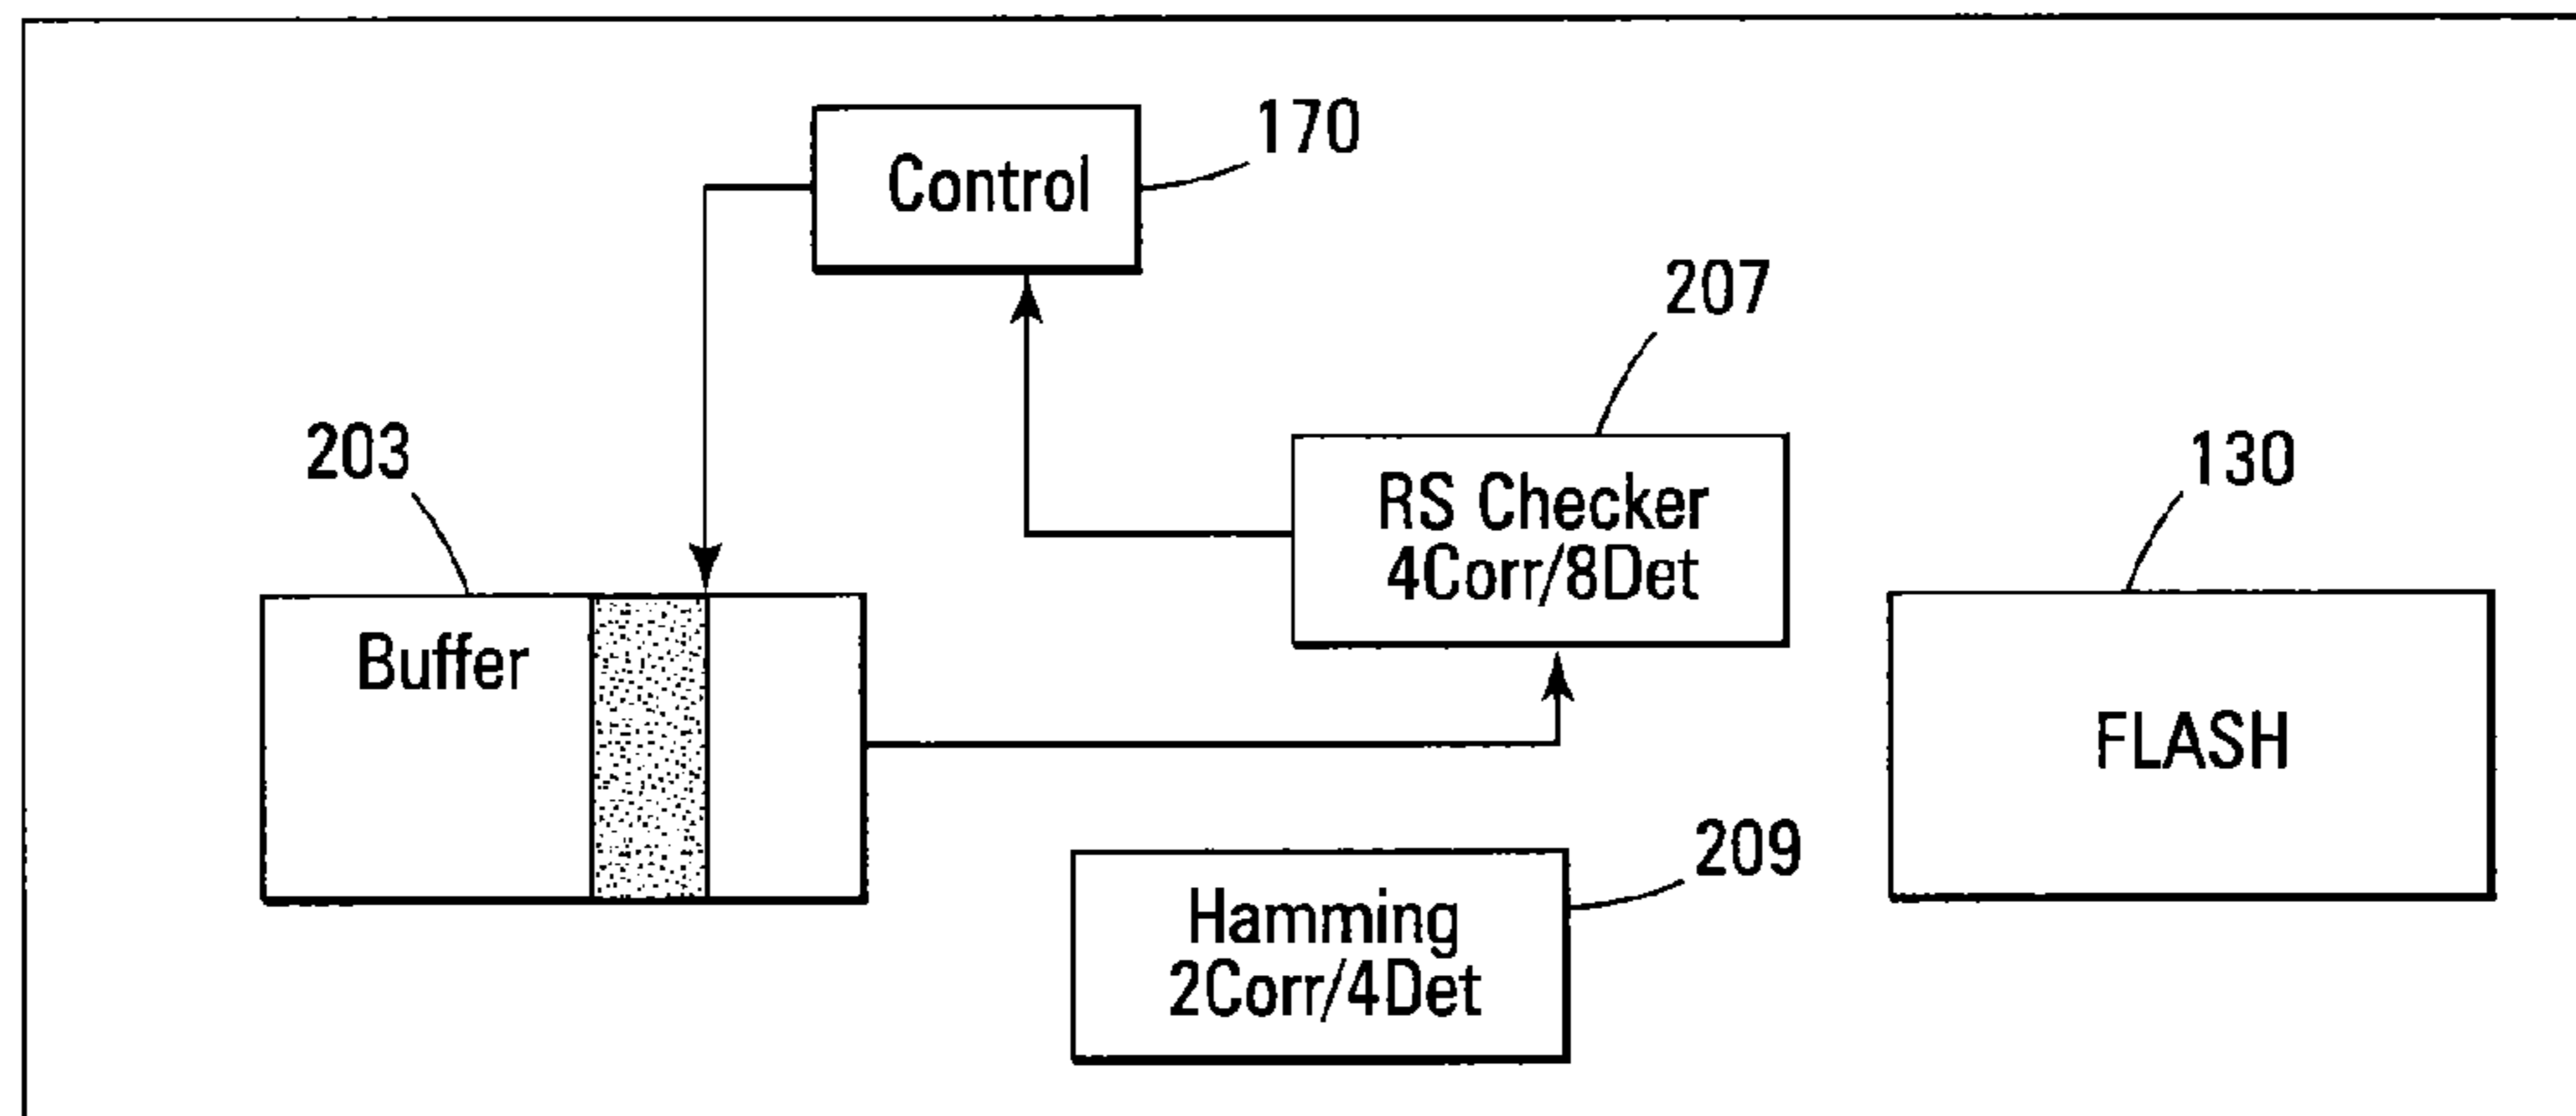 170
Control
207
203
RS Checker
4Corr/8Det
130
Buffer
FLASH
209
Hamming
2Corr/4Det